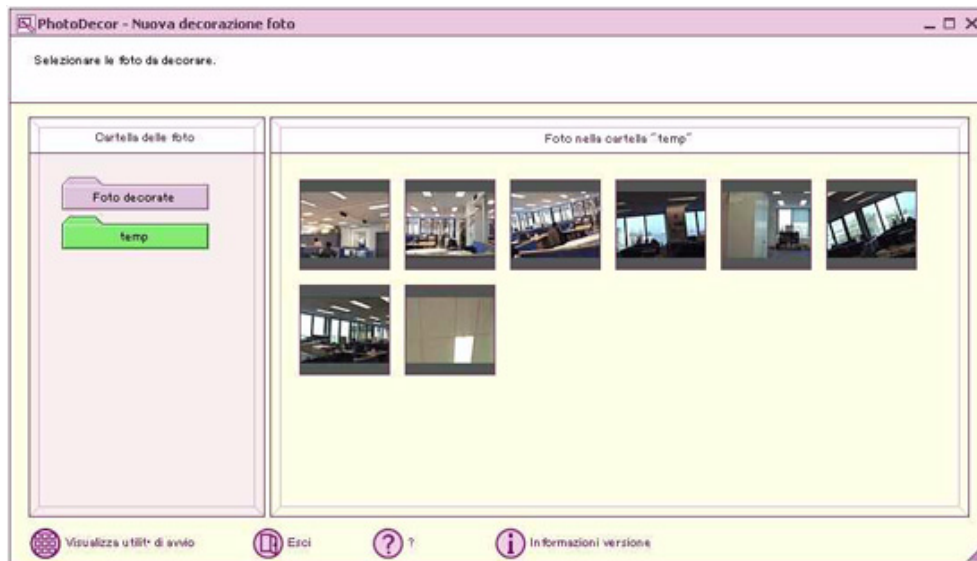 PhotoDecor - Nuova decorazione foto
Selezionare le foto da decorare.
Cartella delle foto
Foto nella cartella "temp"
Foto decorate
temp
Visualizza utilit• di avvio
Esci
?
Informazioni versione